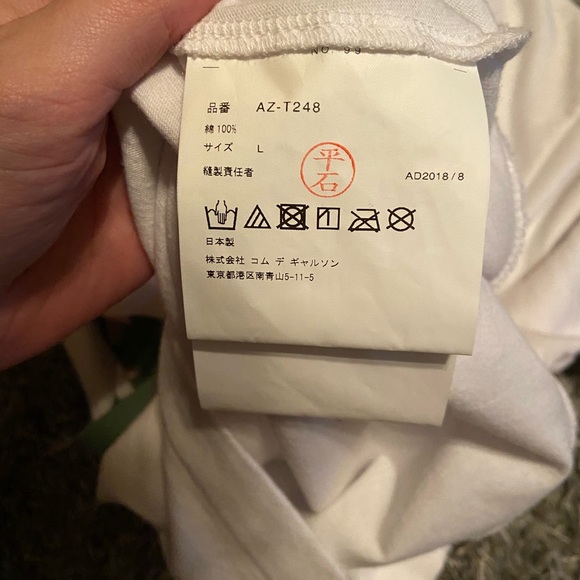 NO 99
品番 AZ-T248
綿100%
サイズ L
縫製責任者 平石 AD2018/8
日本製
株式会社 コム デ ギャルソン
東京都港区南青山5-11-5